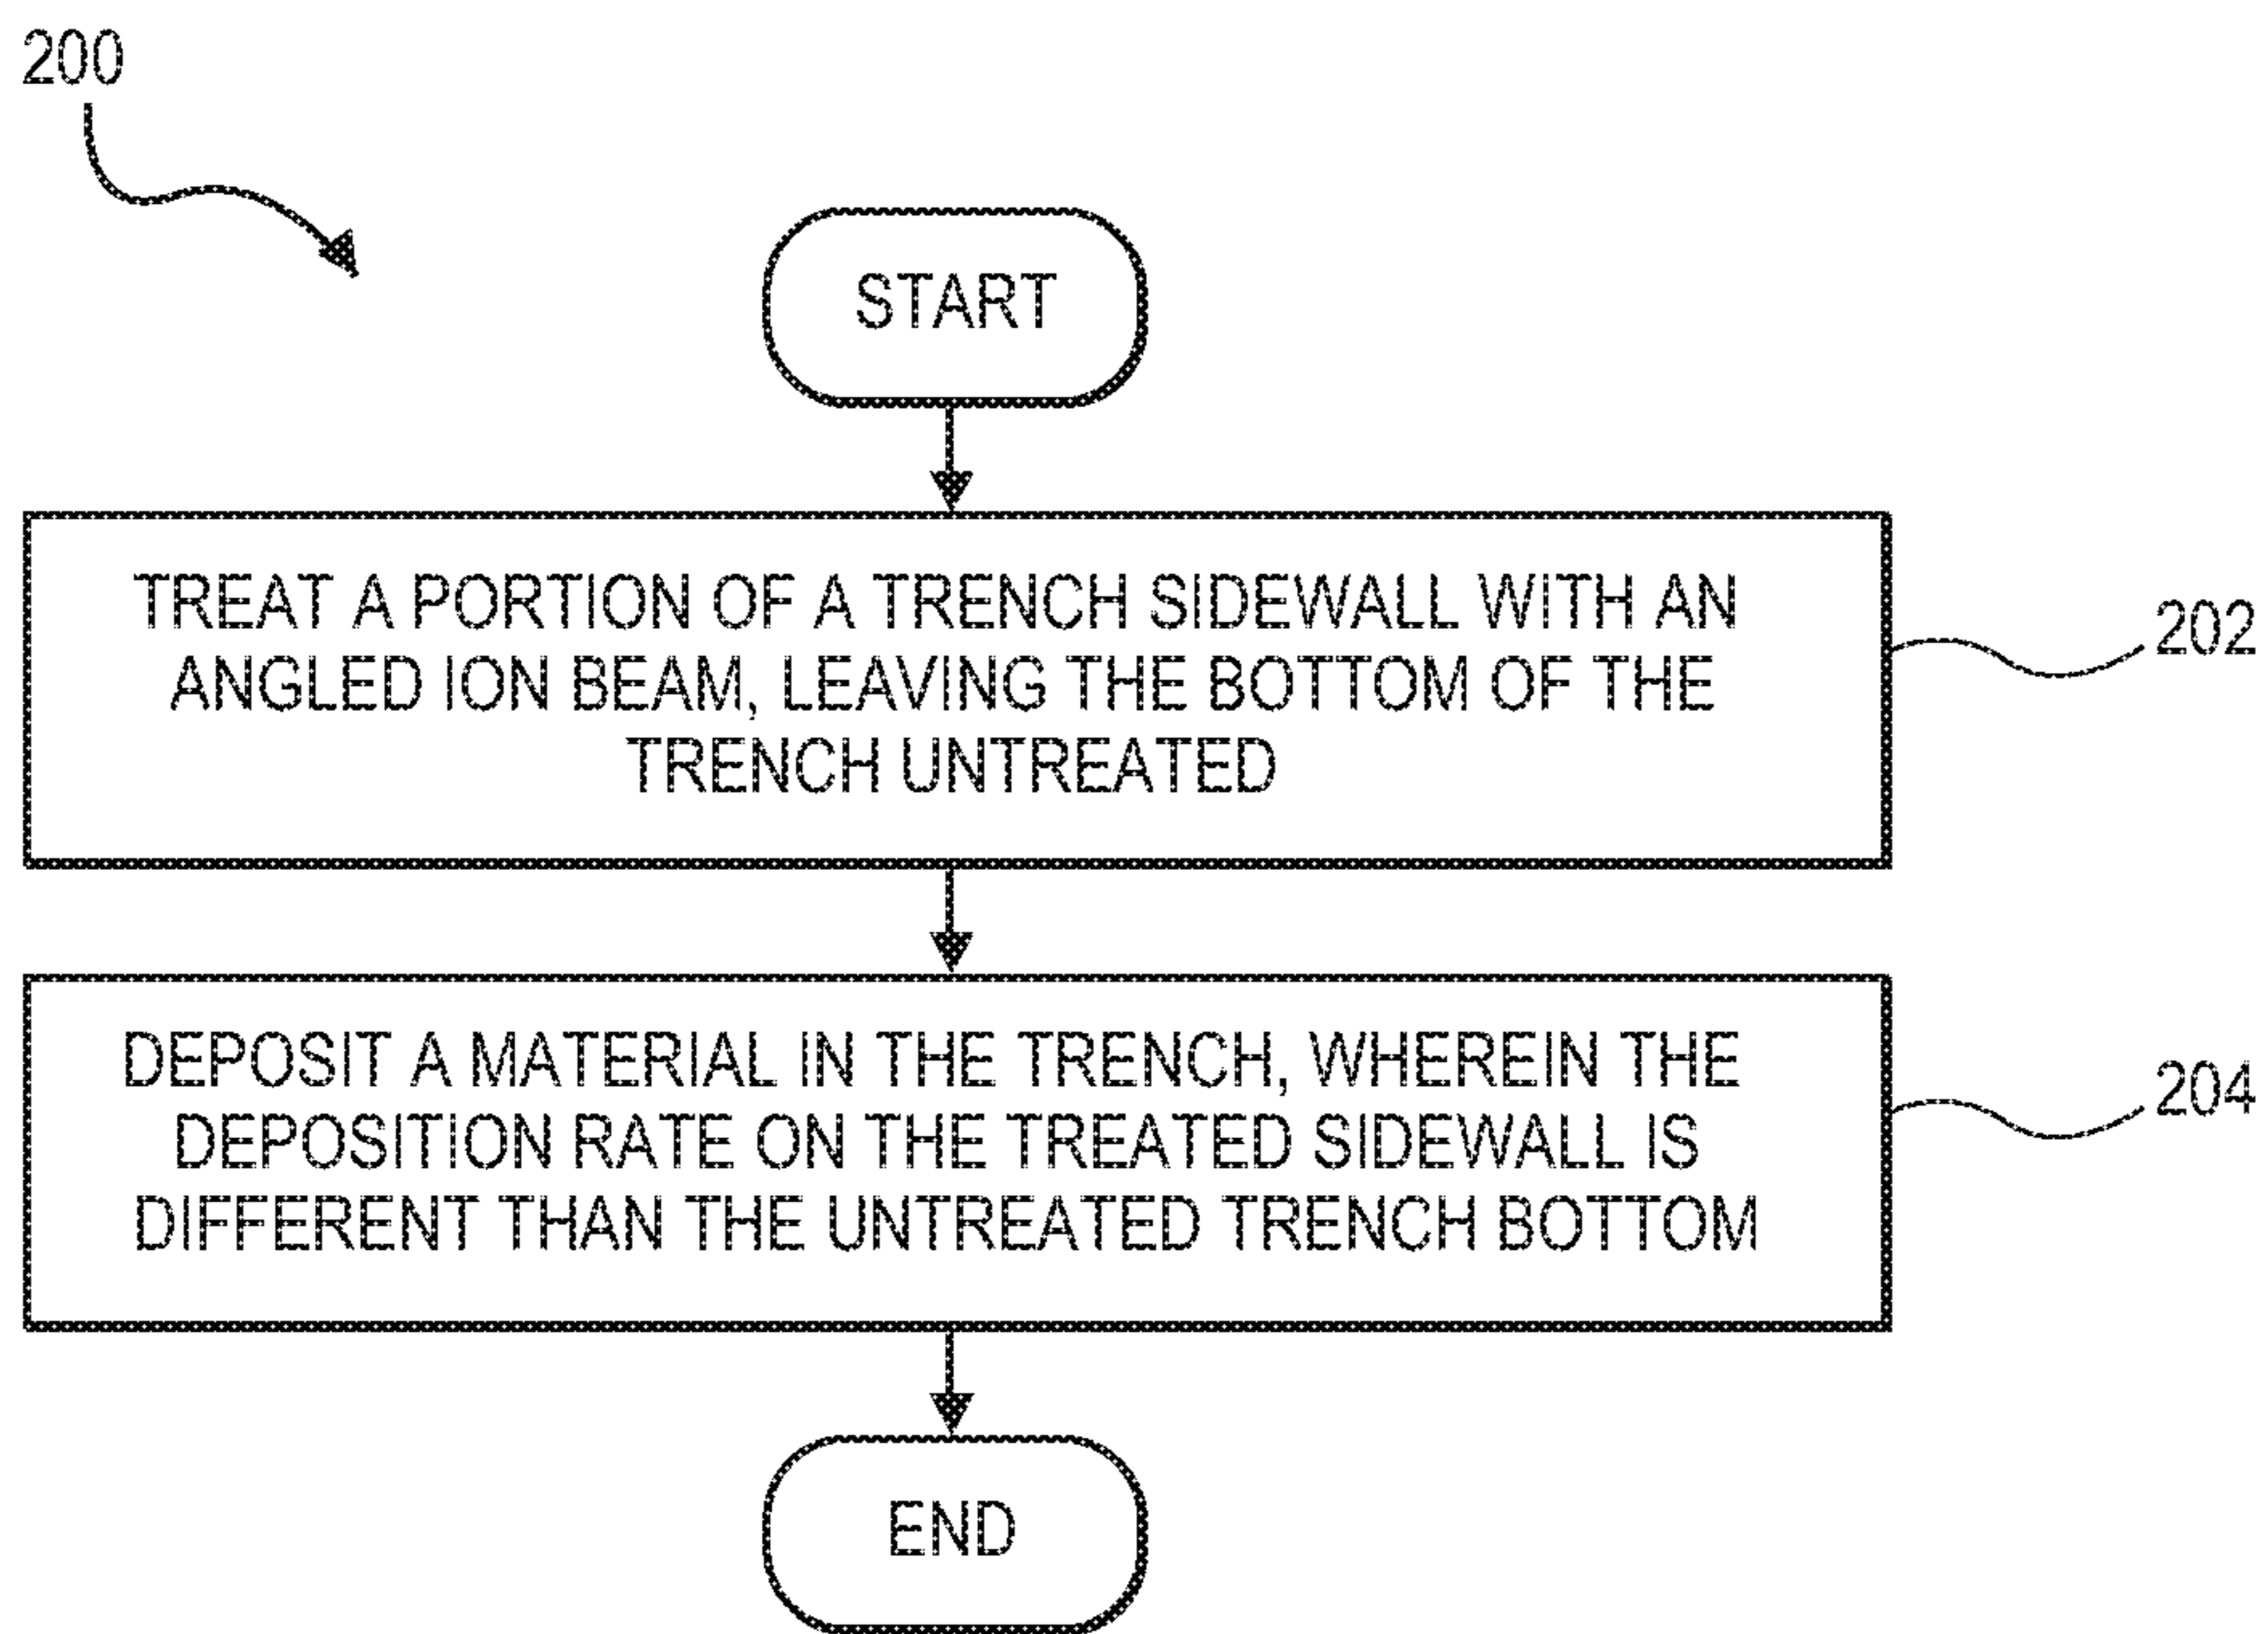 200
START
TREAT A PORTION OF A TRENCH SIDEWALL WITH AN
ANGLED ION BEAM, LEAVING THE BOTTOM OF THE
TRENCH UNTREATED
202
DEPOSIT A MATERIAL IN THE TRENCH, WHEREIN THE
DEPOSITION RATE ON THE TREATED SIDEWALL IS
DIFFERENT THAN THE UNTREATED TRENCH BOTTOM
204
END